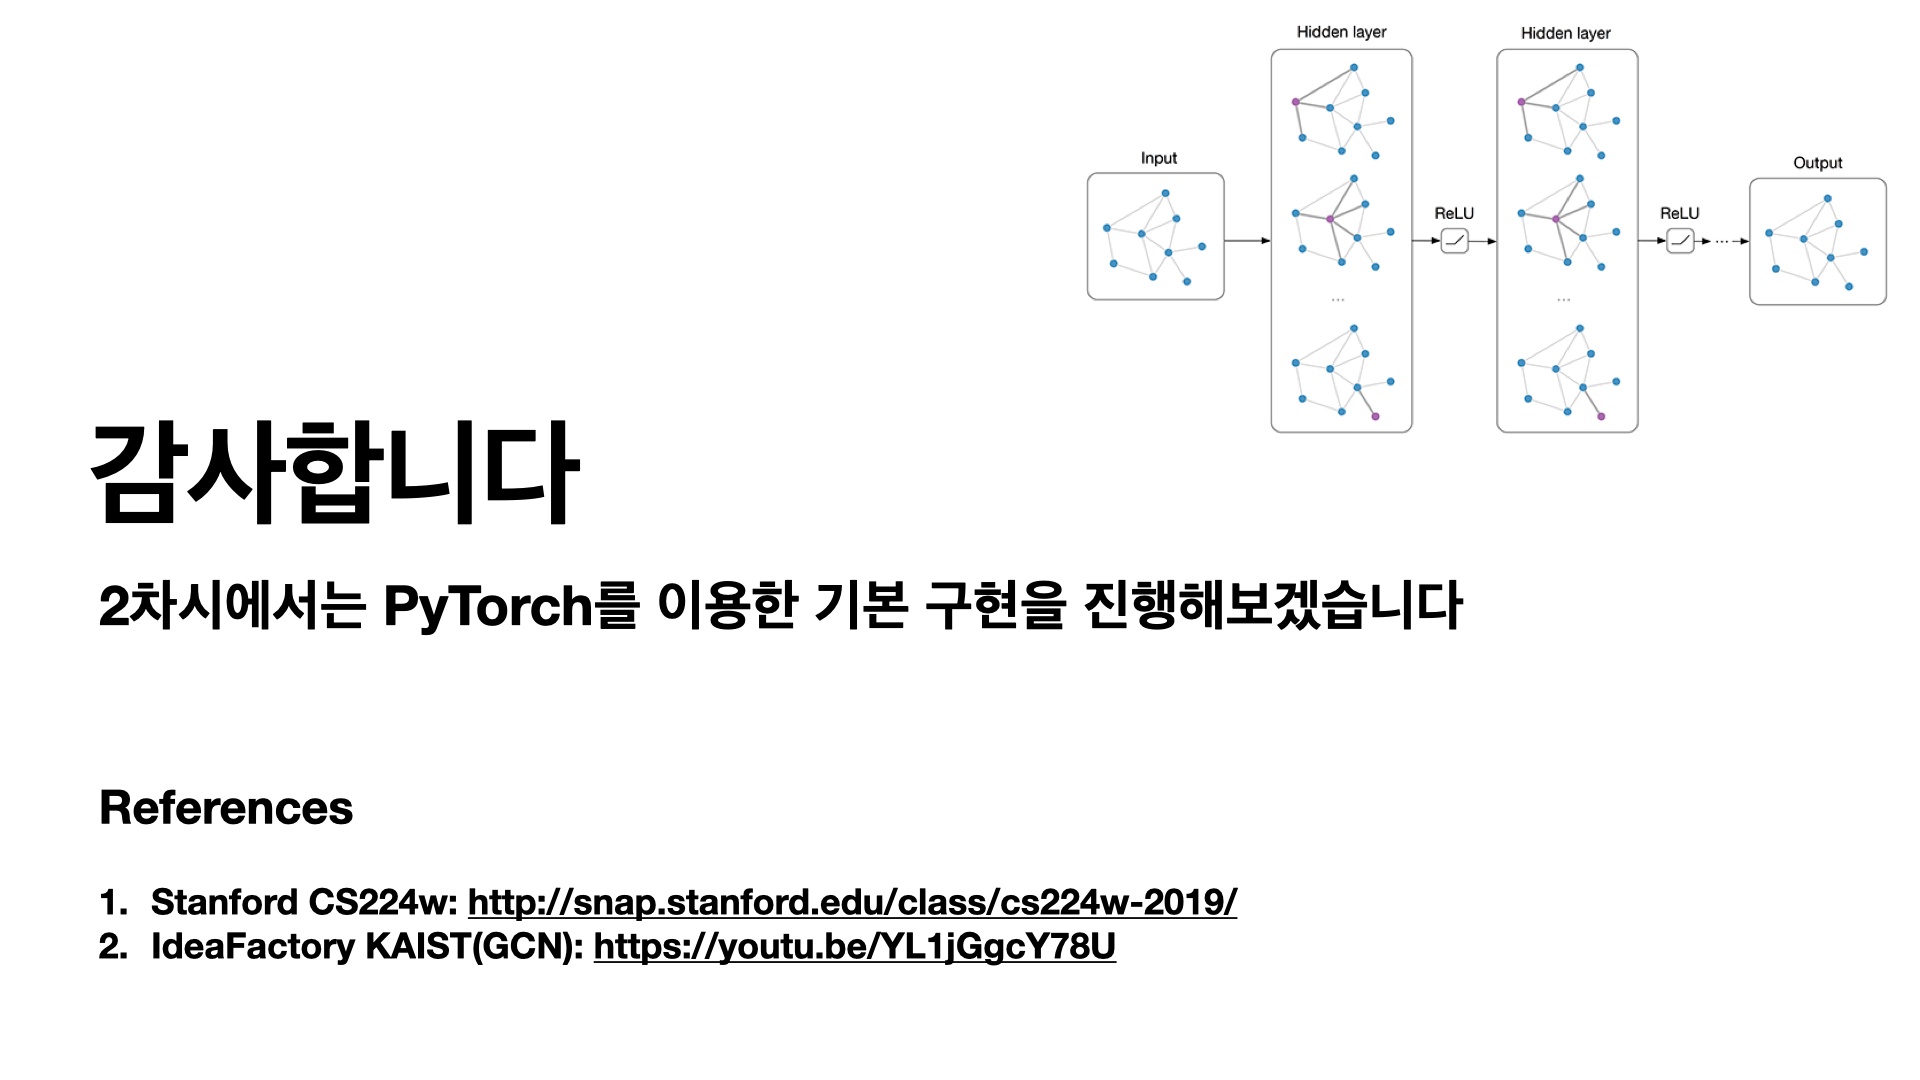 Hidden layer
Hidden layer
Input
Output
ReLU
ReLU
...
...
...
감사합니다
2차시에서는 PyTorch를 이용한 기본 구현을 진행해보겠습니다
References
1. Stanford CS224w: http://snap.stanford.edu/class/cs224w-2019/
2. IdeaFactory KAIST(GCN): https://youtu.be/YL1jGgcY78U